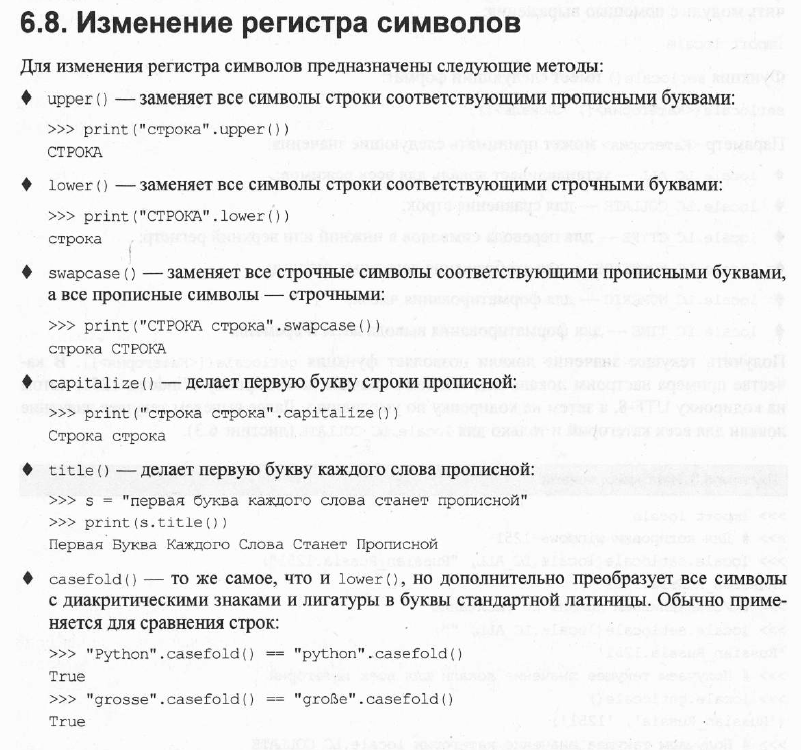 6.8. Изменение регистра символов
Для изменения регистра символов предназначены следующие методы:
♦ upper() — заменяет все символы строки соответствующими прописными буквами:
>>> print("строка".upper())
СТРОКА
♦ lower() — заменяет все символы строки соответствующими строчными буквами:
>>> print("СТРОКА".lower())
строка
♦ swapcase() — заменяет все строчные символы соответствующими прописными буквами,
а все прописные символы — строчными:
>>> print("СТРОКА строка".swapcase())
строка СТРОКА
♦ capitalize() — делает первую букву строки прописной:
>>> print("строка строка".capitalize())
Строка строка
♦ title() — делает первую букву каждого слова прописной:
>>> s = "первая буква каждого слова станет прописной"
>>> print(s.title())
Первая Буква Каждого Слова Станет Прописной
♦ casefold() — то же самое, что и lower(), но дополнительно преобразует все символы
с диакритическими знаками и лигатуры в буквы стандартной латиницы. Обычно приме-
няется для сравнения строк:
>>> "Python".casefold() == "python".casefold()
True
>>> "grosse".casefold() == "große".casefold()
True